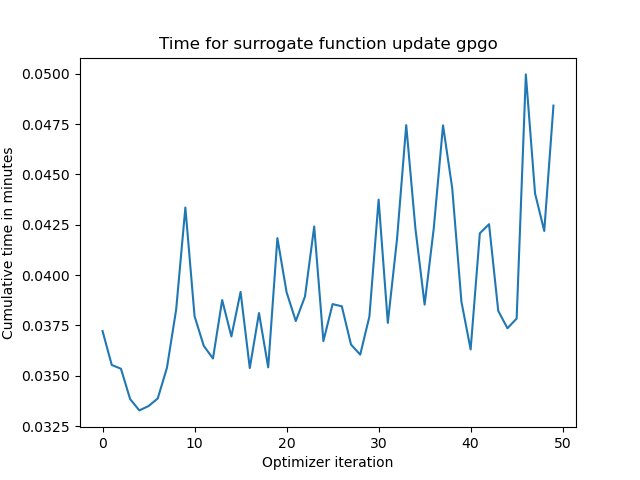 Time for surrogate function update gpgo
0.0500
0.0475
0.0450
0.0425
0.0400
0.0375
0.0350
0.0325
Cumulative time in minutes
0 10 20 30 40 50
Optimizer iteration